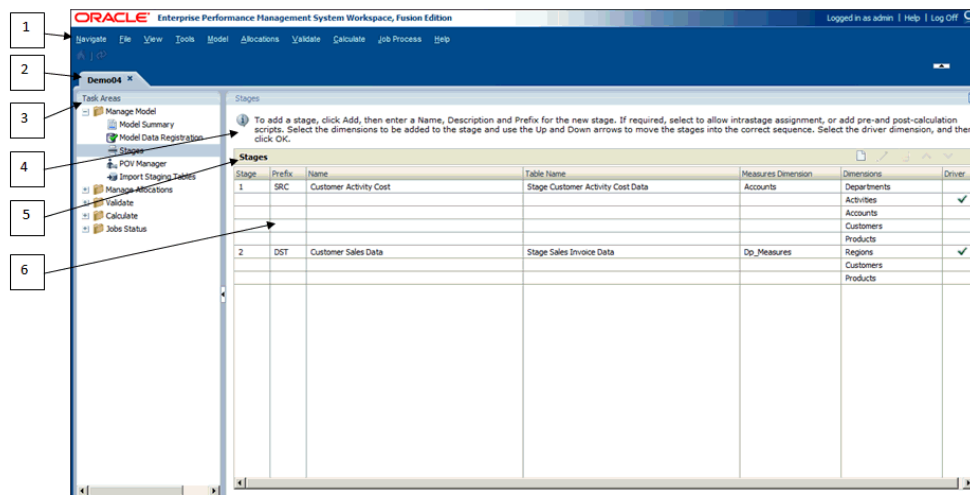 ORACLE Enterprise Performance Management System Workspace, Fusion Edition
Logged in as admin | Help | Log Off
1
Navigate File View Tools Model Allocations Validate Calculate Job Process Help
2
Demo04 ×
3
Task Areas
Manage Model
Model Summary
Model Data Registration
Stages
POV Manager
Import Staging Tables
Manage Allocations
Validate
Calculate
Jobs Status
4
5
6
Stages
To add a stage, click Add, then enter a Name, Description and Prefix for the new stage. If required, select to allow intrastage assignment, or add pre-and post-calculation
scripts. Select the dimensions to be added to the stage and use the Up and Down arrows to move the stages into the correct sequence. Select the driver dimension, and then
click OK.
Stages
Stage Prefix Name Table Name Measures Dimension Dimensions Driver
1 SRC Customer Activity Cost Stage Customer Activity Cost Data Accounts Departments
Activities ✓
Accounts
Customers
Products
2 DST Customer Sales Data Stage Sales Invoice Data Dp_Measures Regions ✓
Customers
Products